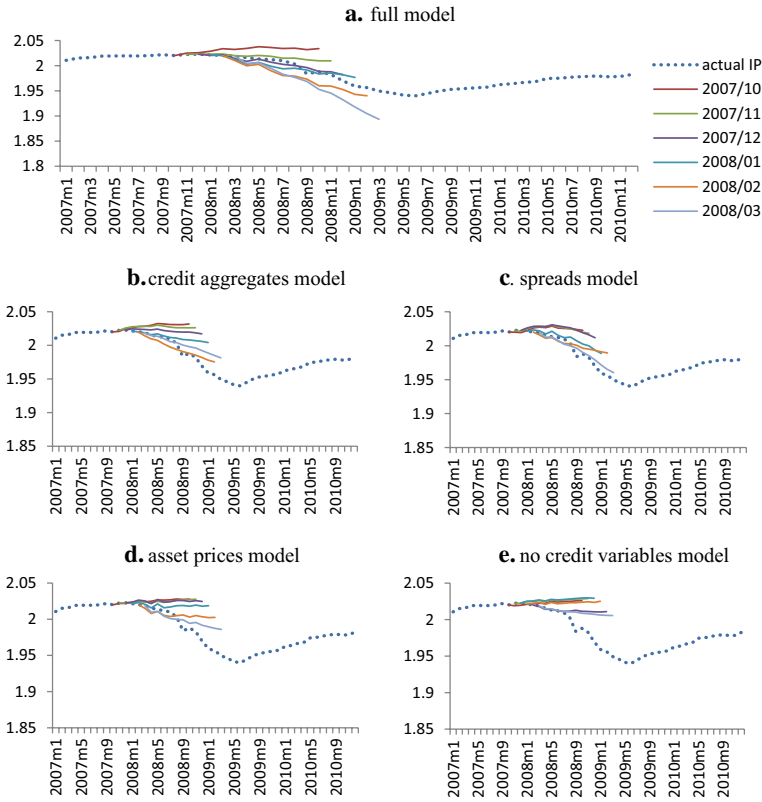 a. full model
2.05
2
1.95
1.9
1.85
1.8
2007m1
2007m3
2007m5
2007m7
2007m9
2007m11
2008m1
2008m3
2008m5
2008m7
2008m9
2008m11
2009m1
2009m3
2009m5
2009m7
2009m9
2009m11
2010m1
2010m3
2010m5
2010m7
2010m9
2010m11
actual IP
2007/10
2007/11
2007/12
2008/01
2008/02
2008/03
b. credit aggregates model
2.05
2
1.95
1.9
1.85
2007m1
2007m5
2007m9
2008m1
2008m5
2008m9
2009m1
2009m5
2009m9
2010m1
2010m5
2010m9
c. spreads model
2.05
2
1.95
1.9
1.85
2007m1
2007m5
2007m9
2008m1
2008m5
2008m9
2009m1
2009m5
2009m9
2010m1
2010m5
2010m9
d. asset prices model
2.05
2
1.95
1.9
1.85
2007m1
2007m5
2007m9
2008m1
2008m5
2008m9
2009m1
2009m5
2009m9
2010m1
2010m5
2010m9
e. no credit variables model
2.05
2
1.95
1.9
1.85
2007m1
2007m5
2007m9
2008m1
2008m5
2008m9
2009m1
2009m5
2009m9
2010m1
2010m5
2010m9